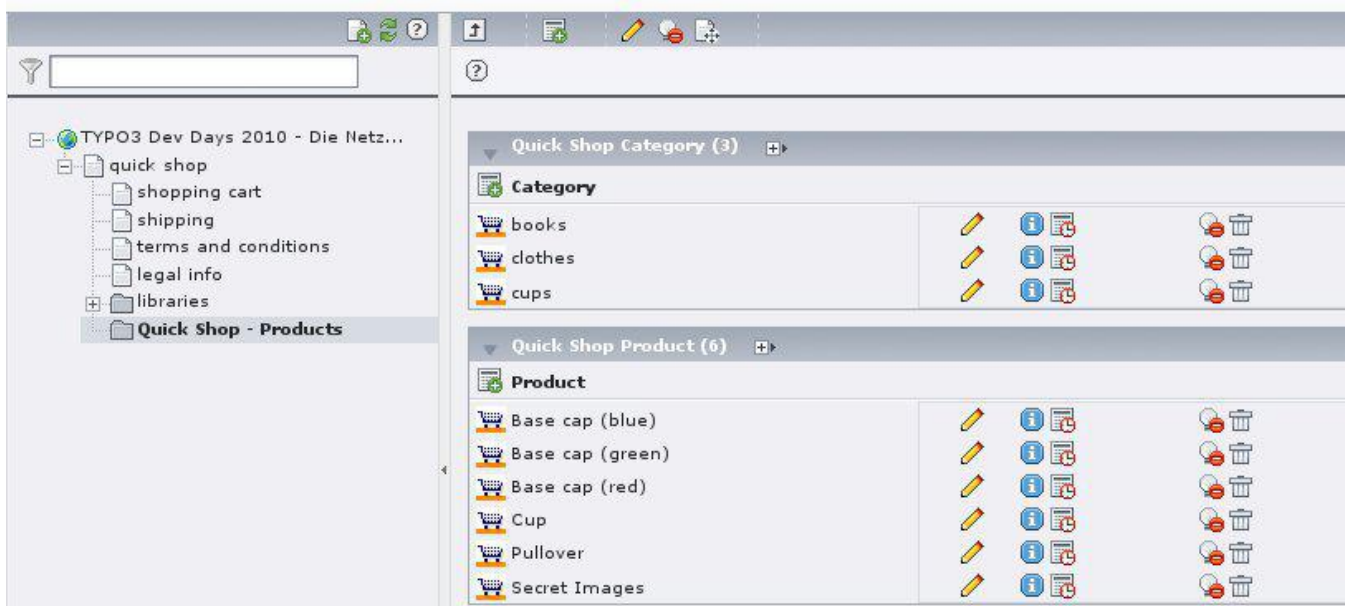 TYPO3 Dev Days 2010 - Die Netz...
quick shop
shopping cart
shipping
terms and conditions
legal info
libraries
Quick Shop - Products
Quick Shop Category (3)
Category
books
clothes
cups
Quick Shop Product (6)
Product
Base cap (blue)
Base cap (green)
Base cap (red)
Cup
Pullover
Secret Images